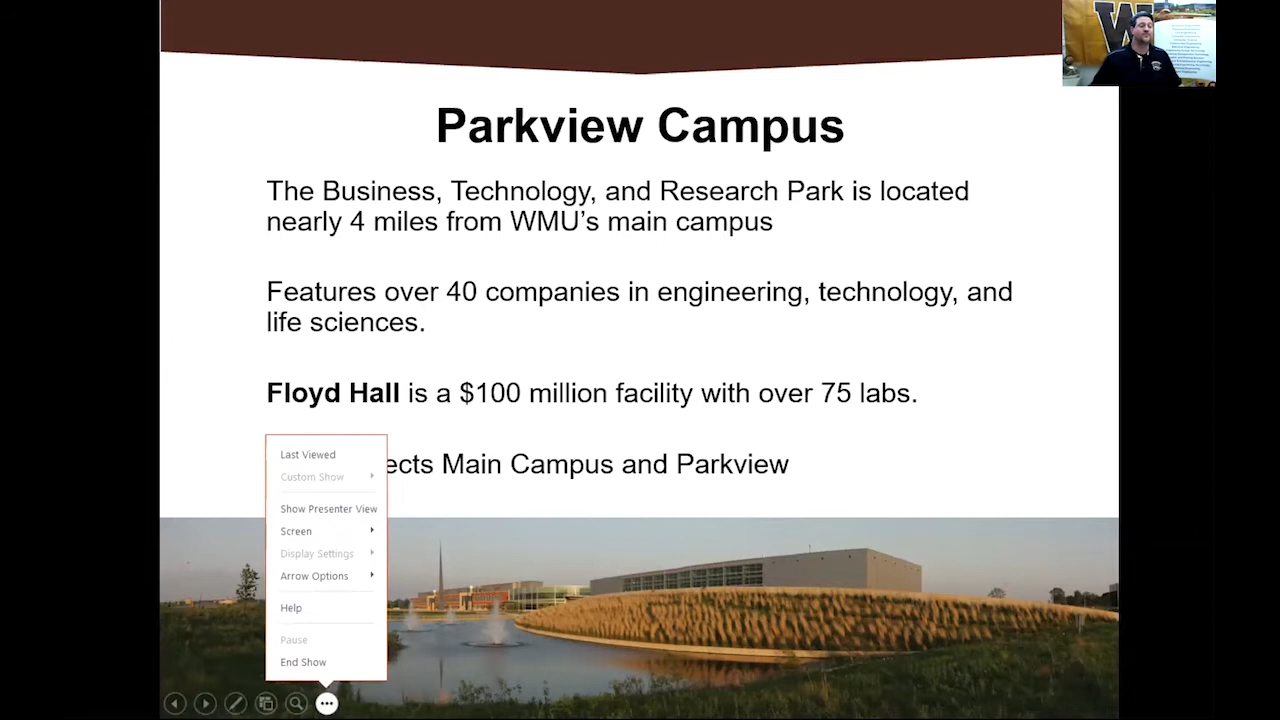 Parkview Campus
The Business, Technology, and Research Park is located
nearly 4 miles from WMU's main campus
Features over 40 companies in engineering, technology, and
life sciences.
Floyd Hall is a $100 million facility with over 75 labs.
ects Main Campus and Parkview
Last Viewed
Custom Show
Show Presenter View
Screen
Display Settings
Arrow Options
Help
Pause
End Show
W